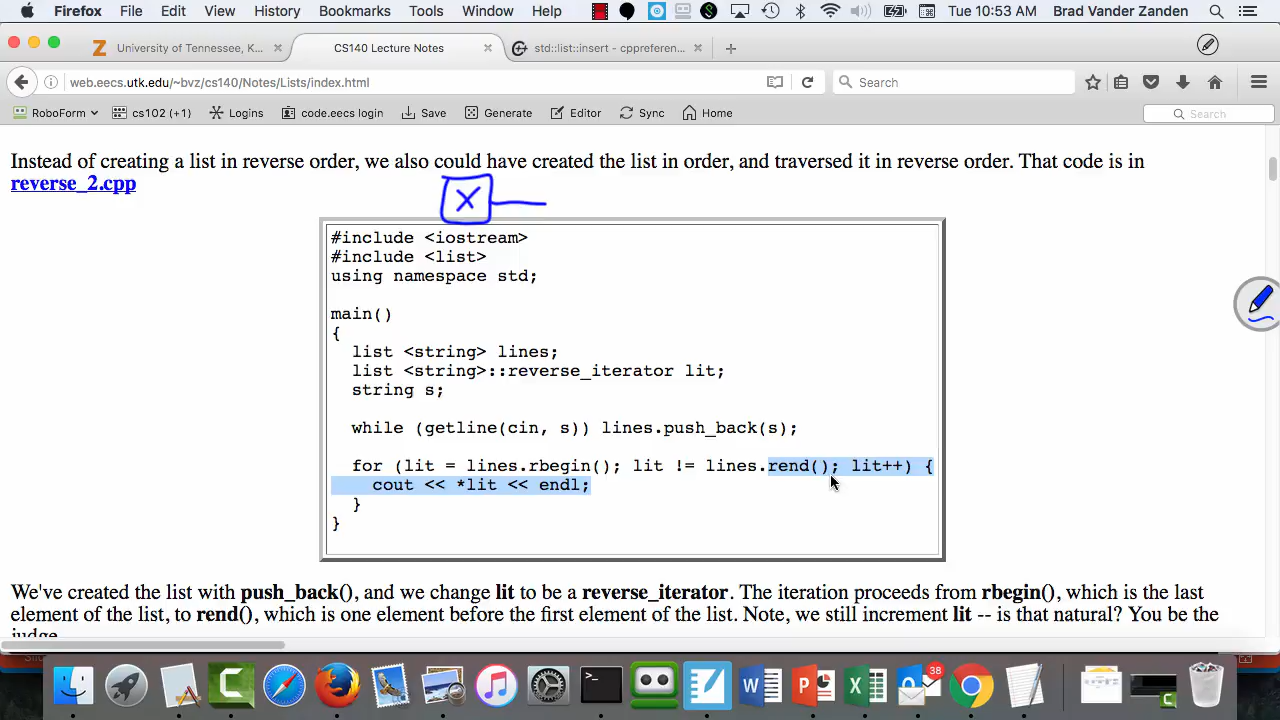 Firefox File Edit View History Bookmarks Tools Window Help Tue 10:53 AM Brad Vander Zanden
University of Tennessee, K... × CS140 Lecture Notes × std::list::insert - cppreferen... × +
web.eecs.utk.edu/~bvz/cs140/Notes/Lists/index.html Search
RoboForm cs102 (+1) Logins code.eecs login Save Generate Editor Sync Home Search
Instead of creating a list in reverse order, we also could have created the list in order, and traversed it in reverse order. That code is in
reverse_2.cpp
X
#include <iostream>
#include <list>
using namespace std;
main()
{
list <string> lines;
list <string>::reverse_iterator lit;
string s;
while (getline(cin, s)) lines.push_back(s);
for (lit = lines.rbegin(); lit != lines.rend(); lit++) {
cout << *lit << endl;
}
}
We've created the list with push_back(), and we change lit to be a reverse_iterator. The iteration proceeds from rbegin(), which is the last
element of the list, to rend(), which is one element before the first element of the list. Note, we still increment lit -- is that natural? You be the
judge.
38